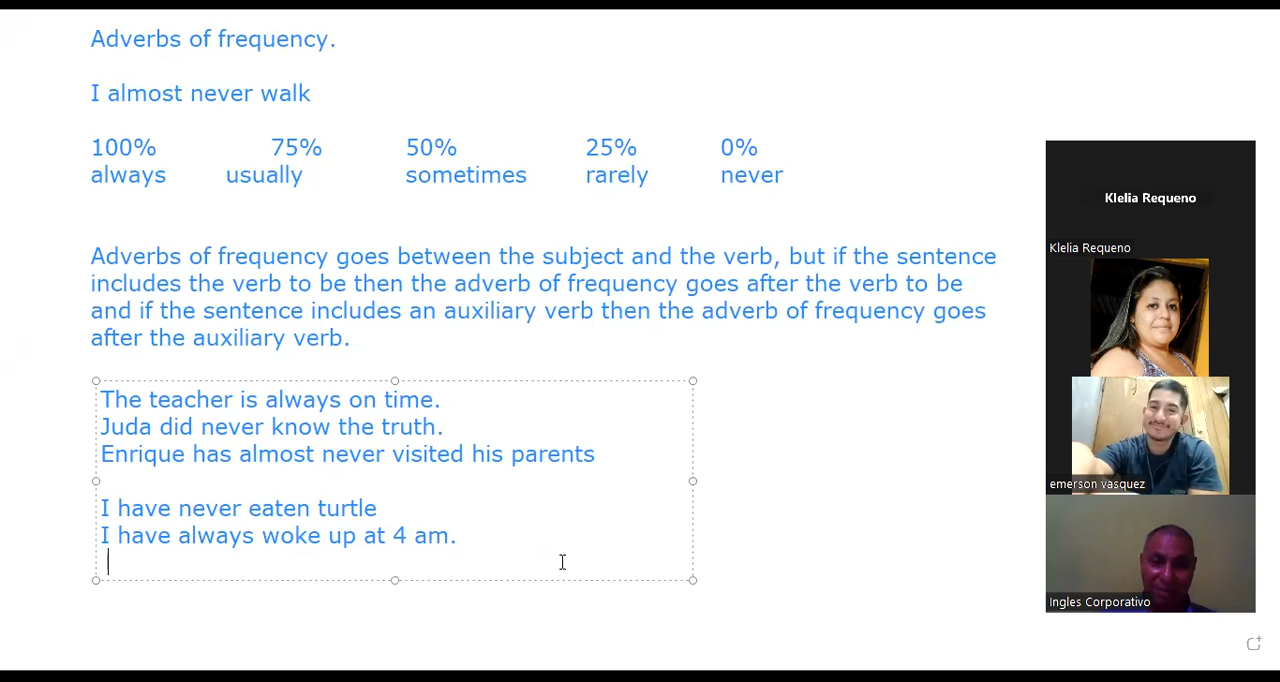 Adverbs of frequency.
I almost never walk
100% 75% 50% 25% 0%
always usually sometimes rarely never
Adverbs of frequency goes between the subject and the verb, but if the sentence
includes the verb to be then the adverb of frequency goes after the verb to be
and if the sentence includes an auxiliary verb then the adverb of frequency goes
after the auxiliary verb.
The teacher is always on time.
Juda did never know the truth.
Enrique has almost never visited his parents
I have never eaten turtle
I have always woke up at 4 am.
Klelia Requeno
Klelia Requeno
emerson vasquez
Ingles Corporativo